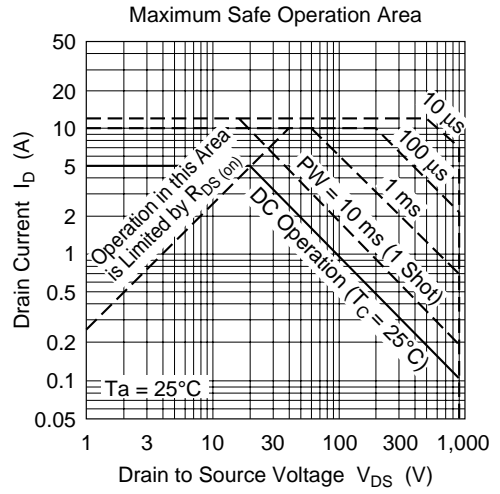 Maximum Safe Operation Area
50
20
10
5
2
1
0.5
0.2
0.1
0.05
Drain Current I_D (A)
10 µs
100 µs
1 ms
PW = 10 ms (1 Shot)
DC Operation (Tc = 25°C)
Operation in this Area
is Limited by R_DS (on)
Ta = 25°C
1 3 10 30 100 300 1,000
Drain to Source Voltage V_DS (V)